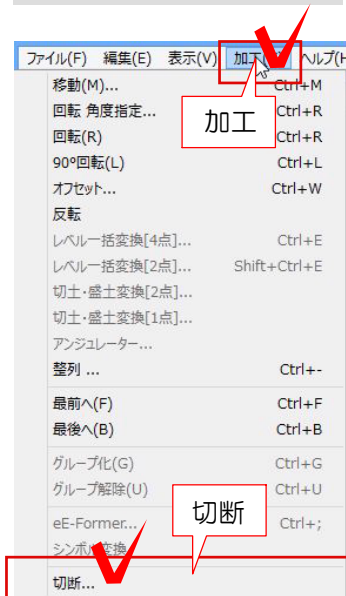 ファイル(F) 編集(E) 表示(V) 加工 ヘルプ(H
移動(M)... Ctrl+M
回転 角度指定... Ctrl+R
加工
回転(R) Ctrl+R
90°回転(L) Ctrl+L
オフセット... Ctrl+W
反転
レベル一括変換[4点]... Ctrl+E
レベル一括変換[2点]... Shift+Ctrl+E
切土・盛土変換[2点]...
切土・盛土変換[1点]...
アンジュレーター...
整列 ... Ctrl+-
最前へ(F) Ctrl+F
最後へ(B) Ctrl+B
グループ化(G) Ctrl+G
グループ解除(U) Ctrl+U
切断
eE-Former... Ctrl+;
シンボル変換
切断...